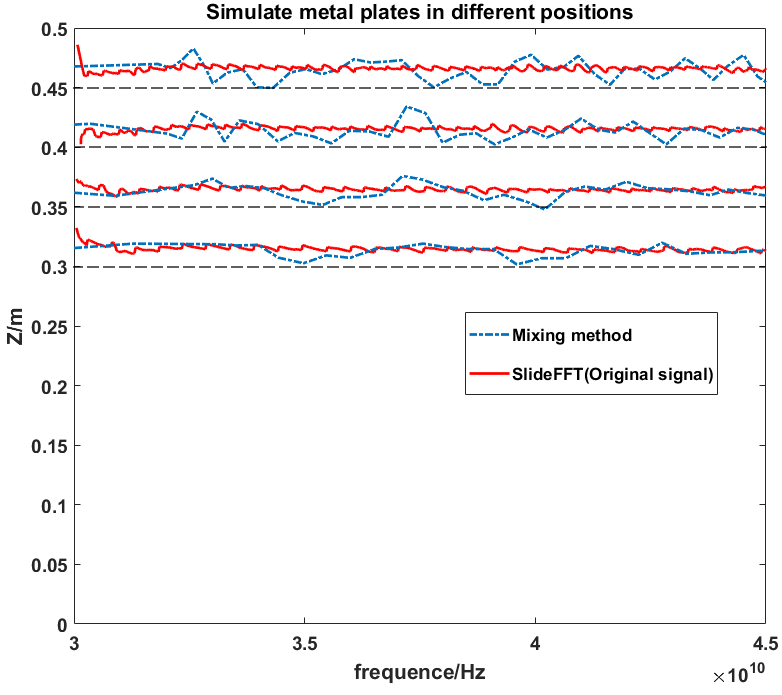 Simulate metal plates in different positions
0.5
0.45
0.4
0.35
0.3
0.25
0.2
0.15
0.1
0.05
0
Z/m
Mixing method
SlideFFT(Original signal)
3 3.5 4 4.5
frequence/Hz
×10^10